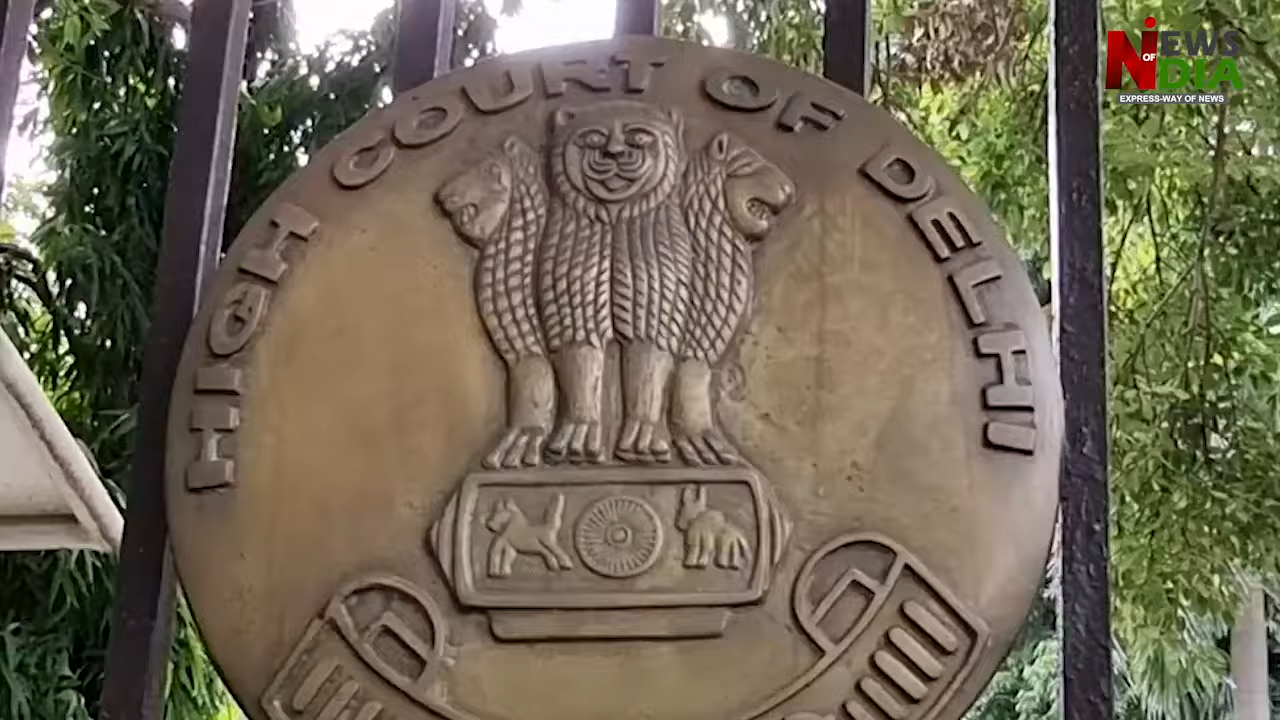 HIGH COURT OF DELHI
NEWS
OF
INDIA
EXPRESS-WAY OF NEWS